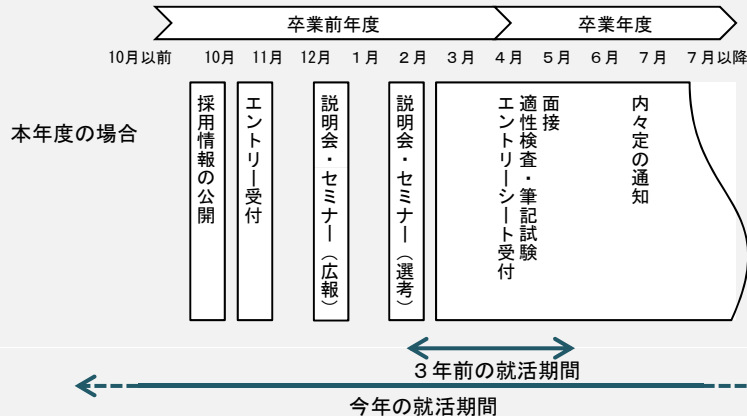 卒業前年度
卒業年度
10月以前
10月
11月
12月
1月
2月
3月
4月
5月
6月
7月
7月以降
本年度の場合
採用情報の公開
エントリー受付
説明会・セミナー(広報)
説明会・セミナー(選考)
エントリーシート受付
適性検査・筆記試験
面接
内々定の通知
3年前の就活期間
今年の就活期間